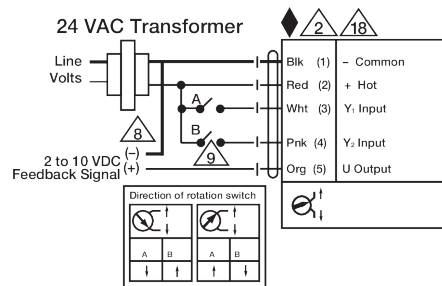 24 VAC Transformer
2
18
Line
Volts
Blk (1) – Common
Red (2) + Hot
A
Wht (3) Y1 Input
B
Pnk (4) Y2 Input
8
9
(–)
2 to 10 VDC
(+)
Feedback Signal
Org (5) U Output
Direction of rotation switch
A B A B